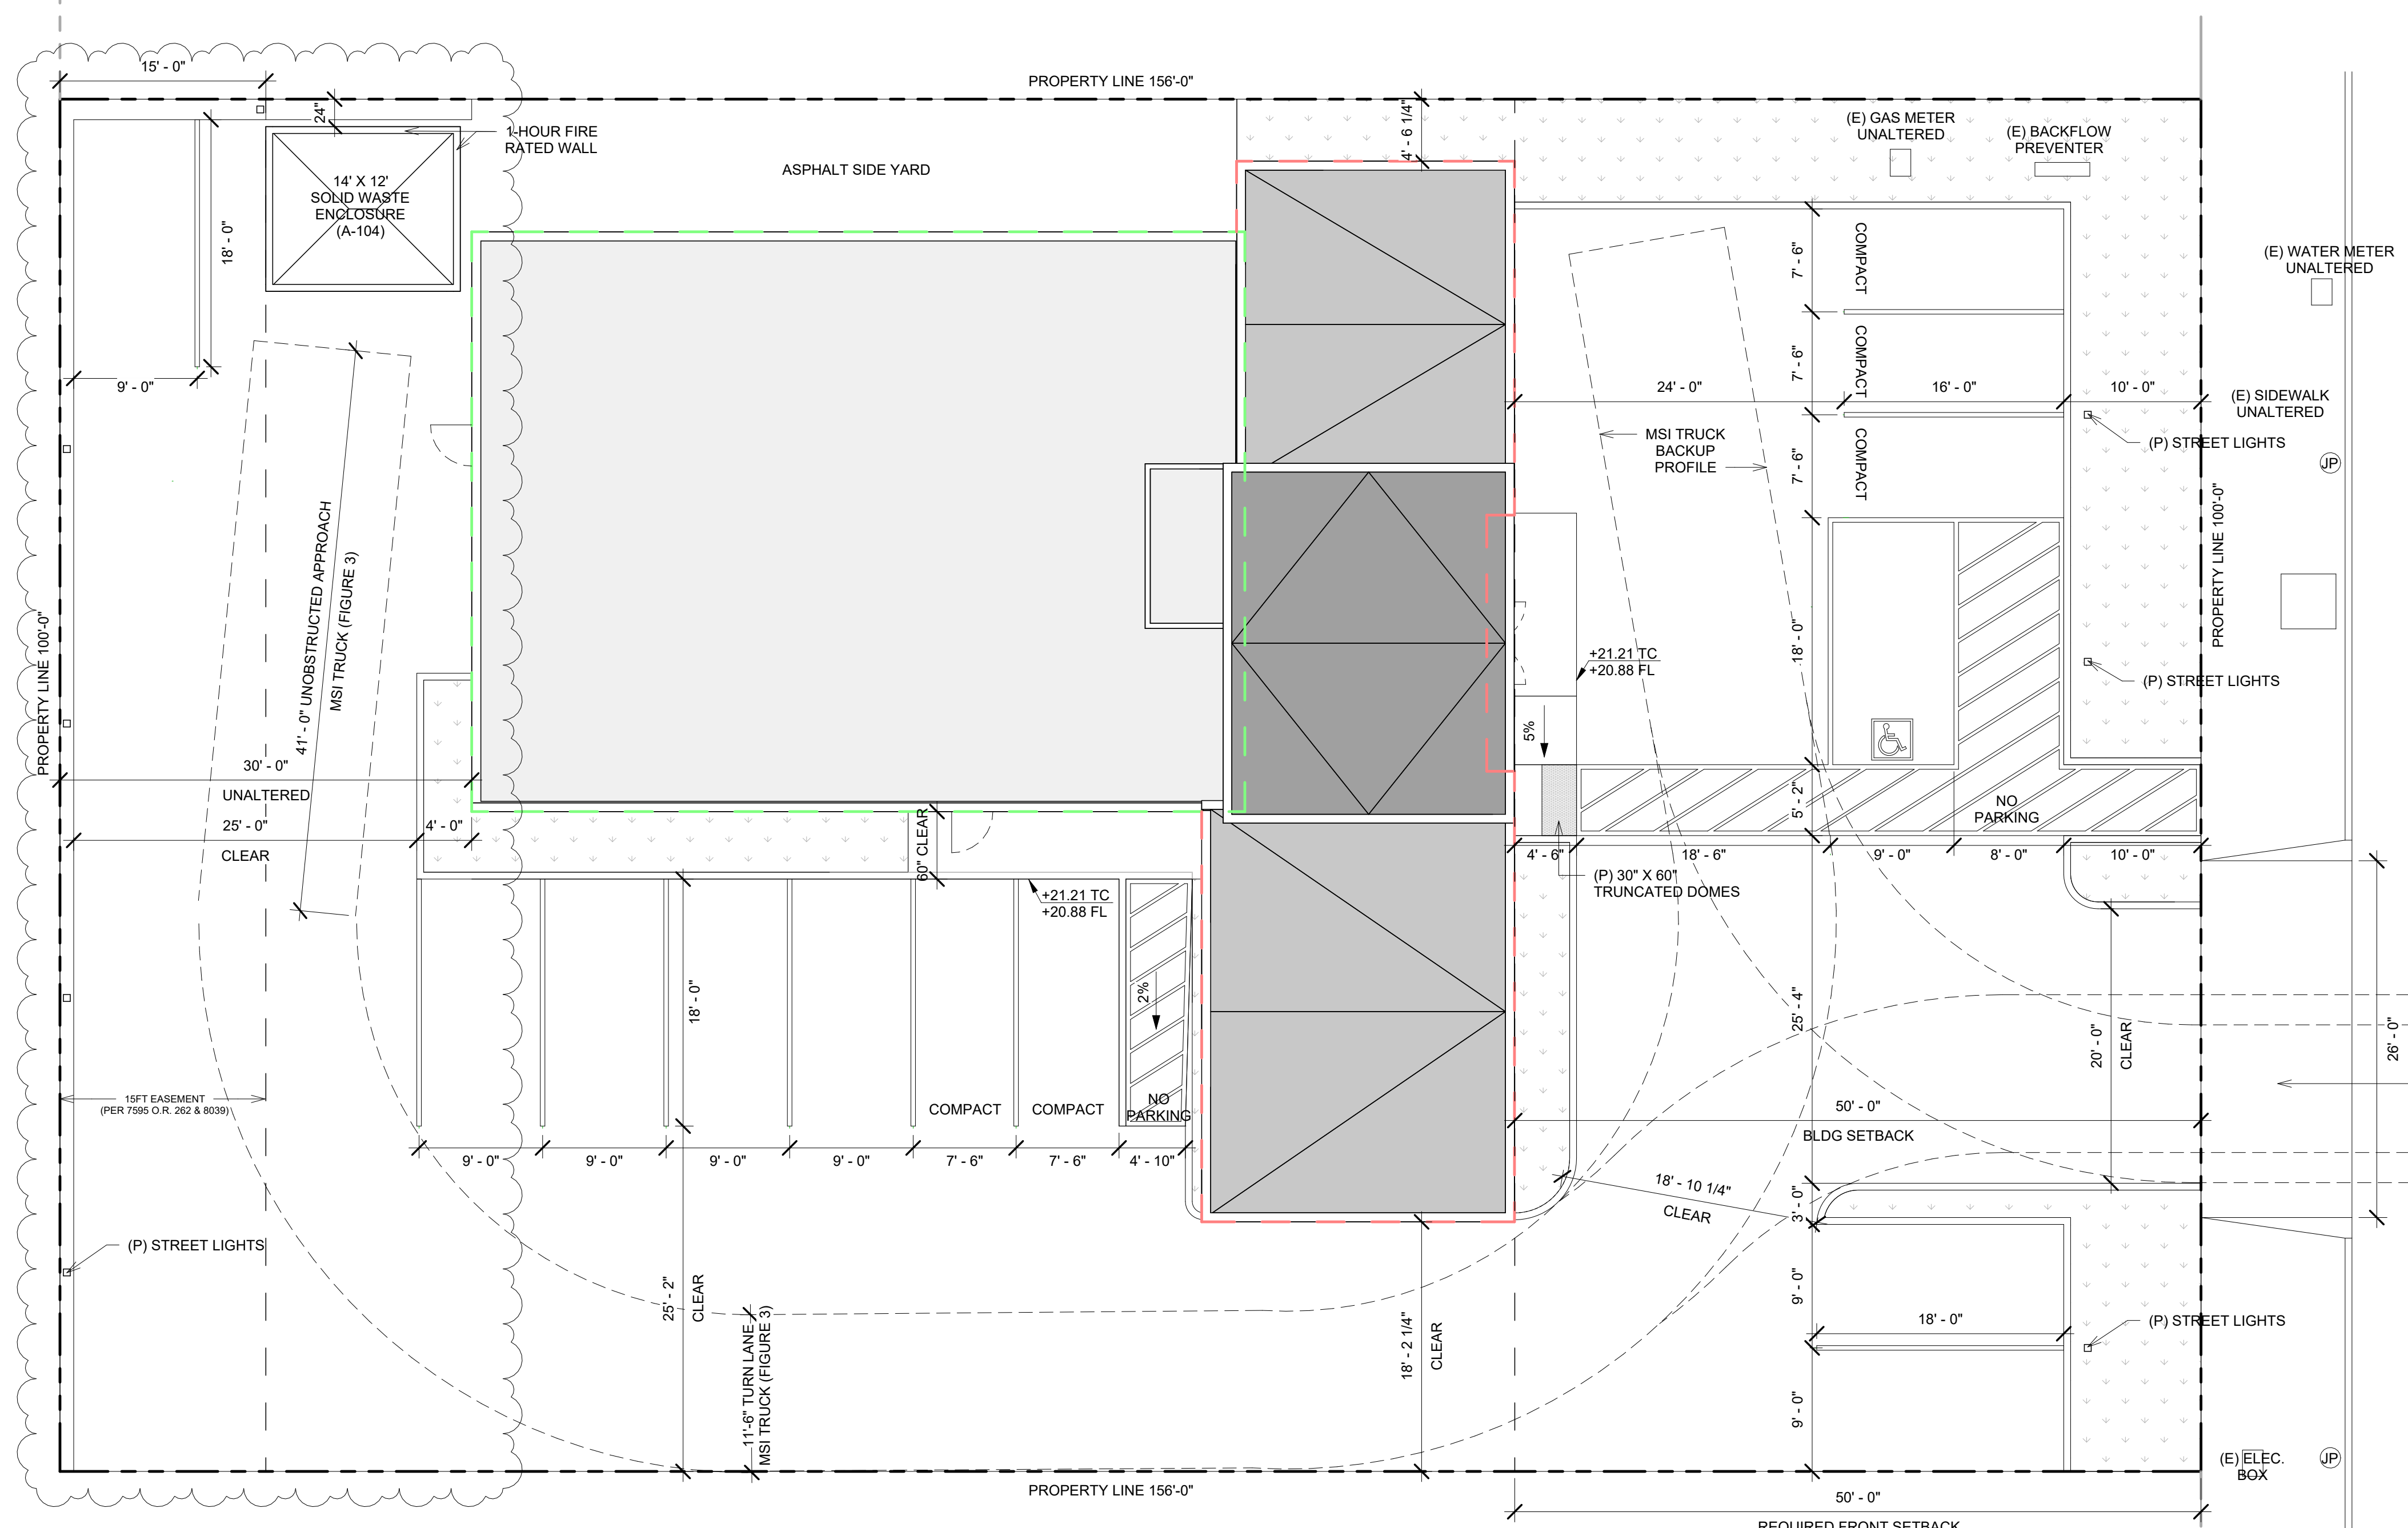 15' - 0"
PROPERTY LINE 156'-0"
24"
1-HOUR FIRE
RATED WALL
ASPHALT SIDE YARD
4' - 6 1/4"
(E) GAS METER
UNALTERED
(E) BACKFLOW
PREVENTER
14' X 12'
SOLID WASTE
ENCLOSURE
(A-104)
18' - 0"
9' - 0"
7' - 6"
COMPACT
7' - 6"
COMPACT
7' - 6"
COMPACT
(E) WATER METER
UNALTERED
24' - 0"
16' - 0"
10' - 0"
(E) SIDEWALK
UNALTERED
(P) STREET LIGHTS
JP
MSI TRUCK
BACKUP
PROFILE
PROPERTY LINE 100'-0"
41' - 0" UNOBSTRUCTED APPROACH
MSI TRUCK (FIGURE 3)
PROPERTY LINE 100'-0"
18' - 0"
+21.21 TC
+20.88 FL
(P) STREET LIGHTS
5%
30' - 0"
UNALTERED
25' - 0"
CLEAR
4' - 0"
60" CLEAR
5' - 2"
NO
PARKING
4' - 6"
18' - 6"
9' - 0"
8' - 0"
10' - 0"
(P) 30" X 60"
TRUNCATED DOMES
+21.21 TC
+20.88 FL
18' - 0"
2%
25' - 4"
20' - 0"
CLEAR
26' - 0"
15FT EASEMENT
(PER 7595 O.R. 262 & 8039)
COMPACT
COMPACT
NO
PARKING
50' - 0"
BLDG SETBACK
9' - 0"
9' - 0"
9' - 0"
9' - 0"
7' - 6"
7' - 6"
4' - 10"
18' - 10 1/4"
CLEAR
3' - 0"
(P) STREET LIGHTS
25' - 2"
CLEAR
11'-6" TURN LANE
MSI TRUCK (FIGURE 3)
18' - 2 1/4"
CLEAR
9' - 0"
18' - 0"
(P) STREET LIGHTS
9' - 0"
(E) ELEC.
BOX
JP
PROPERTY LINE 156'-0"
50' - 0"
REQUIRED FRONT SETBACK